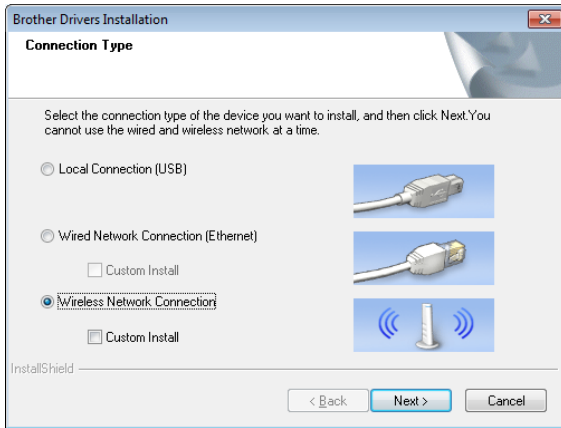 Brother Drivers Installation
Connection Type
Select the connection type of the device you want to install, and then click Next.You
cannot use the wired and wireless network at a time.
Local Connection (USB)
Wired Network Connection (Ethernet)
Custom Install
Wireless Network Connection
Custom Install
InstallShield
< Back
Next >
Cancel